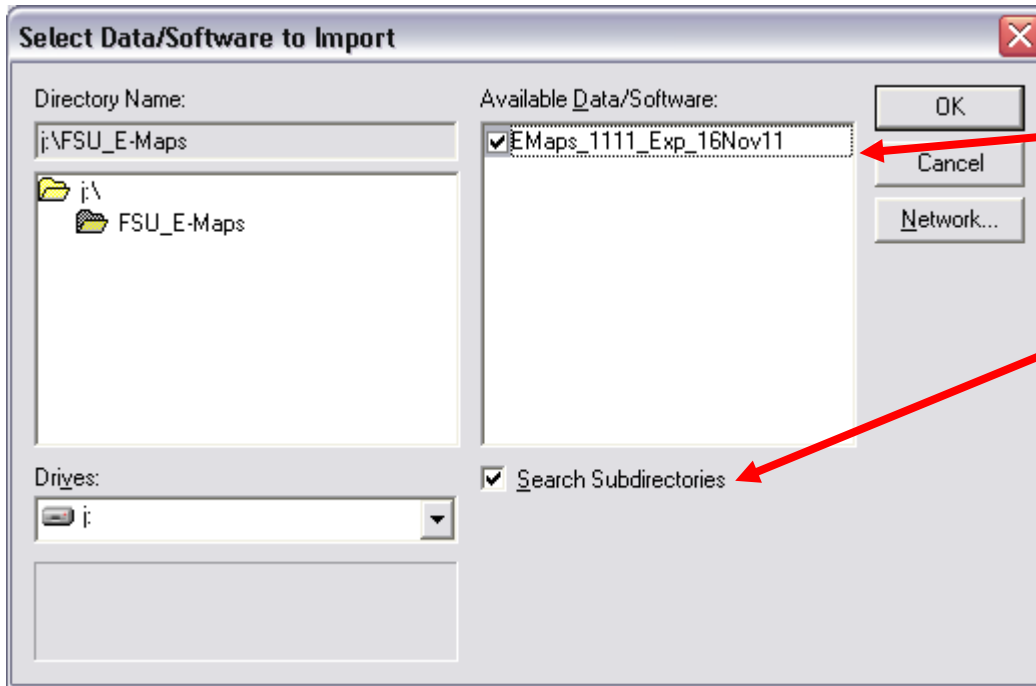 Select Data/Software to Import
Directory Name:
j:\FSU_E-Maps
j:\
FSU_E-Maps
Drives:
j:
Available Data/Software:
EMaps_1111_Exp_16Nov11
Search Subdirectories
OK
Cancel
Network...